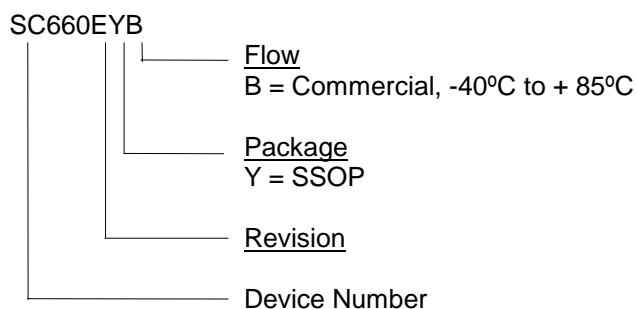 SC660EYB
Flow
B = Commercial, -40ºC to + 85ºC
Package
Y = SSOP
Revision
Device Number